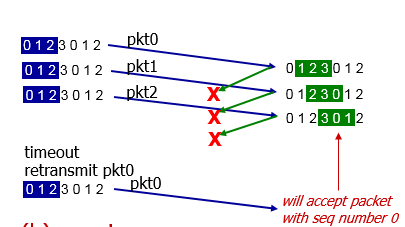 0 1 2 3 0 1 2 pkt0
0 1 2 3 0 1 2
0 1 2 3 0 1 2 pkt1
X 0 1 2 3 0 1 2
0 1 2 3 0 1 2 pkt2
X 0 1 2 3 0 1 2
X
timeout
retransmit pkt0
0 1 2 3 0 1 2 pkt0
will accept packet
with seq number 0